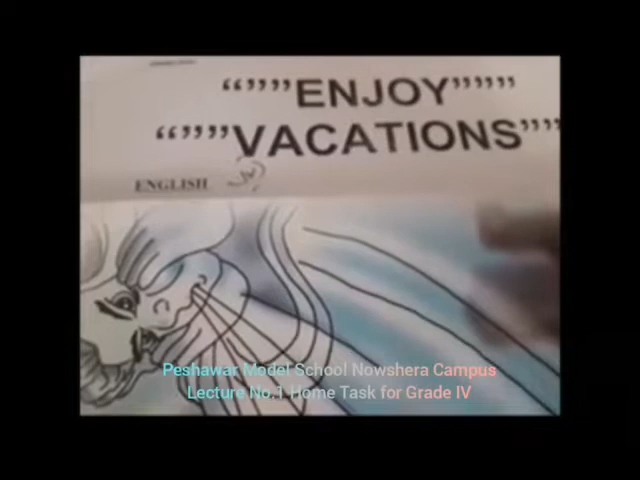 “””””ENJOY”””””
“””””VACATIONS””””
ENGLISH
Peshawar Model School Nowshera Campus
Lecture No.1 Home Task for Grade IV